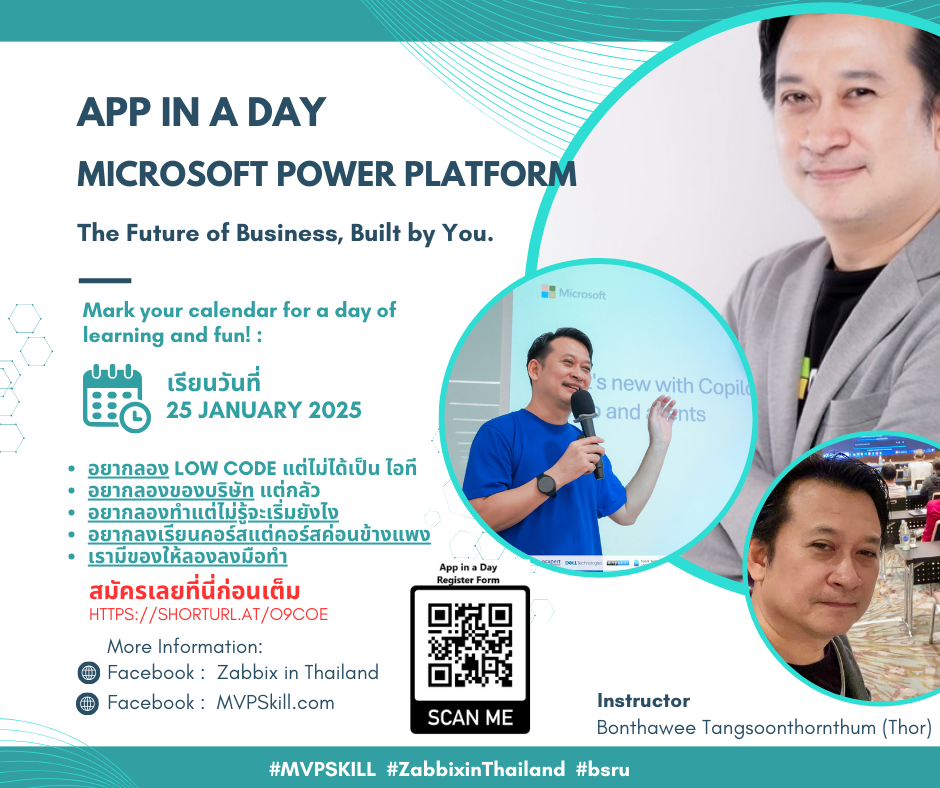 APP IN A DAY
MICROSOFT POWER PLATFORM
The Future of Business, Built by You.
Mark your calendar for a day of
learning and fun! :
เรียนวันที่
25 JANUARY 2025
อยากลอง LOW CODE แต่ไม่ได้เป็น ไอที
อยากลองของบริษัท แต่กลัว
อยากลองทำแต่ไม่รู้จะเริ่มยังไง
อยากลงเรียนคอร์สแต่คอร์สค่อนข้างแพง
เรามีของให้ลองลงมือทำ
สมัครเลยที่นี่ก่อนเต็ม
HTTPS://SHORTURL.AT/O9COE
More Information:
Facebook : Zabbix in Thailand
Facebook : MVPSkill.com
App in a Day
Register Form
SCAN ME
Microsoft
's new with Copilo
and agents
DELL Technologies
Instructor
Bonthawee Tangsoonthornthum (Thor)
#MVPSKILL #ZabbixinThailand #bsru